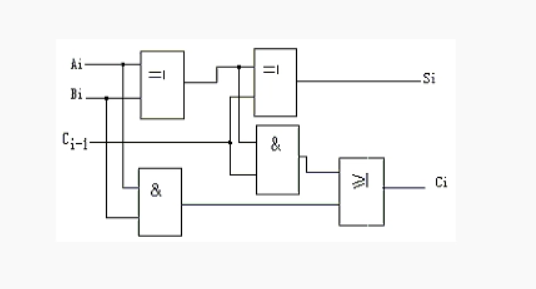 Ai
=1
=1
Si
Bi
Ci-1
&
≥1
Ci
&